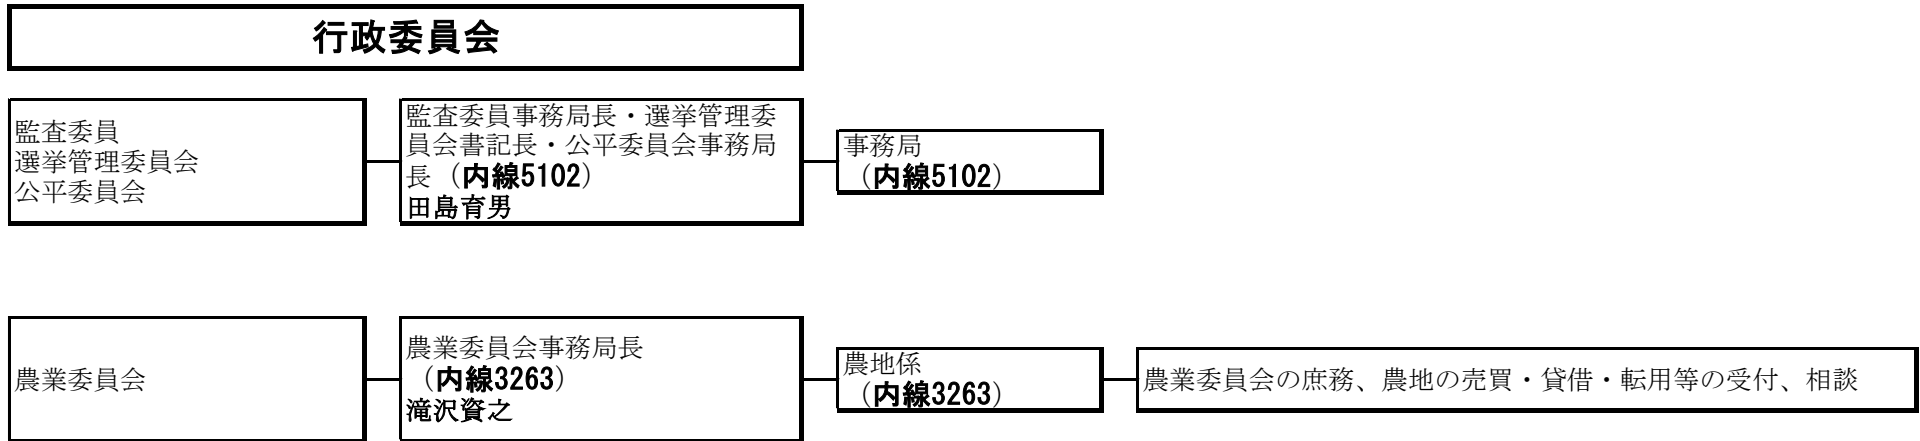 行政委員会
監査委員
選挙管理委員会
公平委員会
監査委員事務局長・選挙管理委
員会書記長・公平委員会事務局
長（内線5102）
田島育男
事務局
（内線5102）
農業委員会
農業委員会事務局長
（内線3263）
滝沢資之
農地係
（内線3263）
農業委員会の庶務、農地の売買・貸借・転用等の受付、相談